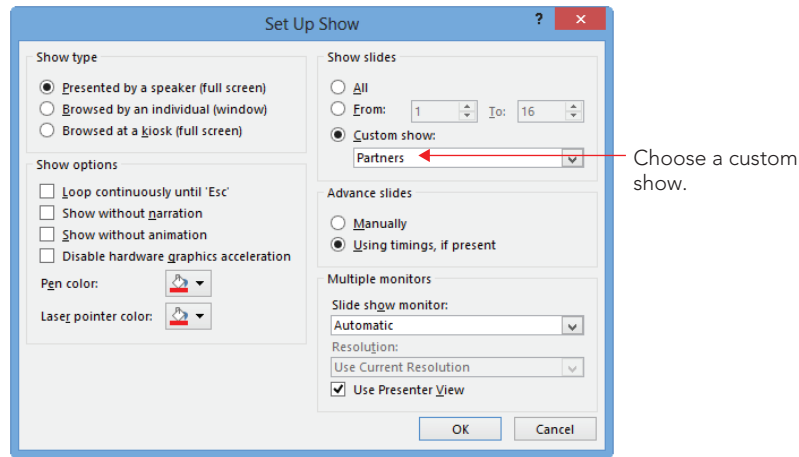 Set Up Show
?
Show type
Presented by a speaker (full screen)
Browsed by an individual (window)
Browsed at a kiosk (full screen)
Show options
Loop continuously until 'Esc'
Show without narration
Show without animation
Disable hardware graphics acceleration
Pen color:
Laser pointer color:
Show slides
All
From: 1 To: 16
Custom show:
Partners
Advance slides
Manually
Using timings, if present
Multiple monitors
Slide show monitor:
Automatic
Resolution:
Use Current Resolution
Use Presenter View
OK Cancel
Choose a custom
show.